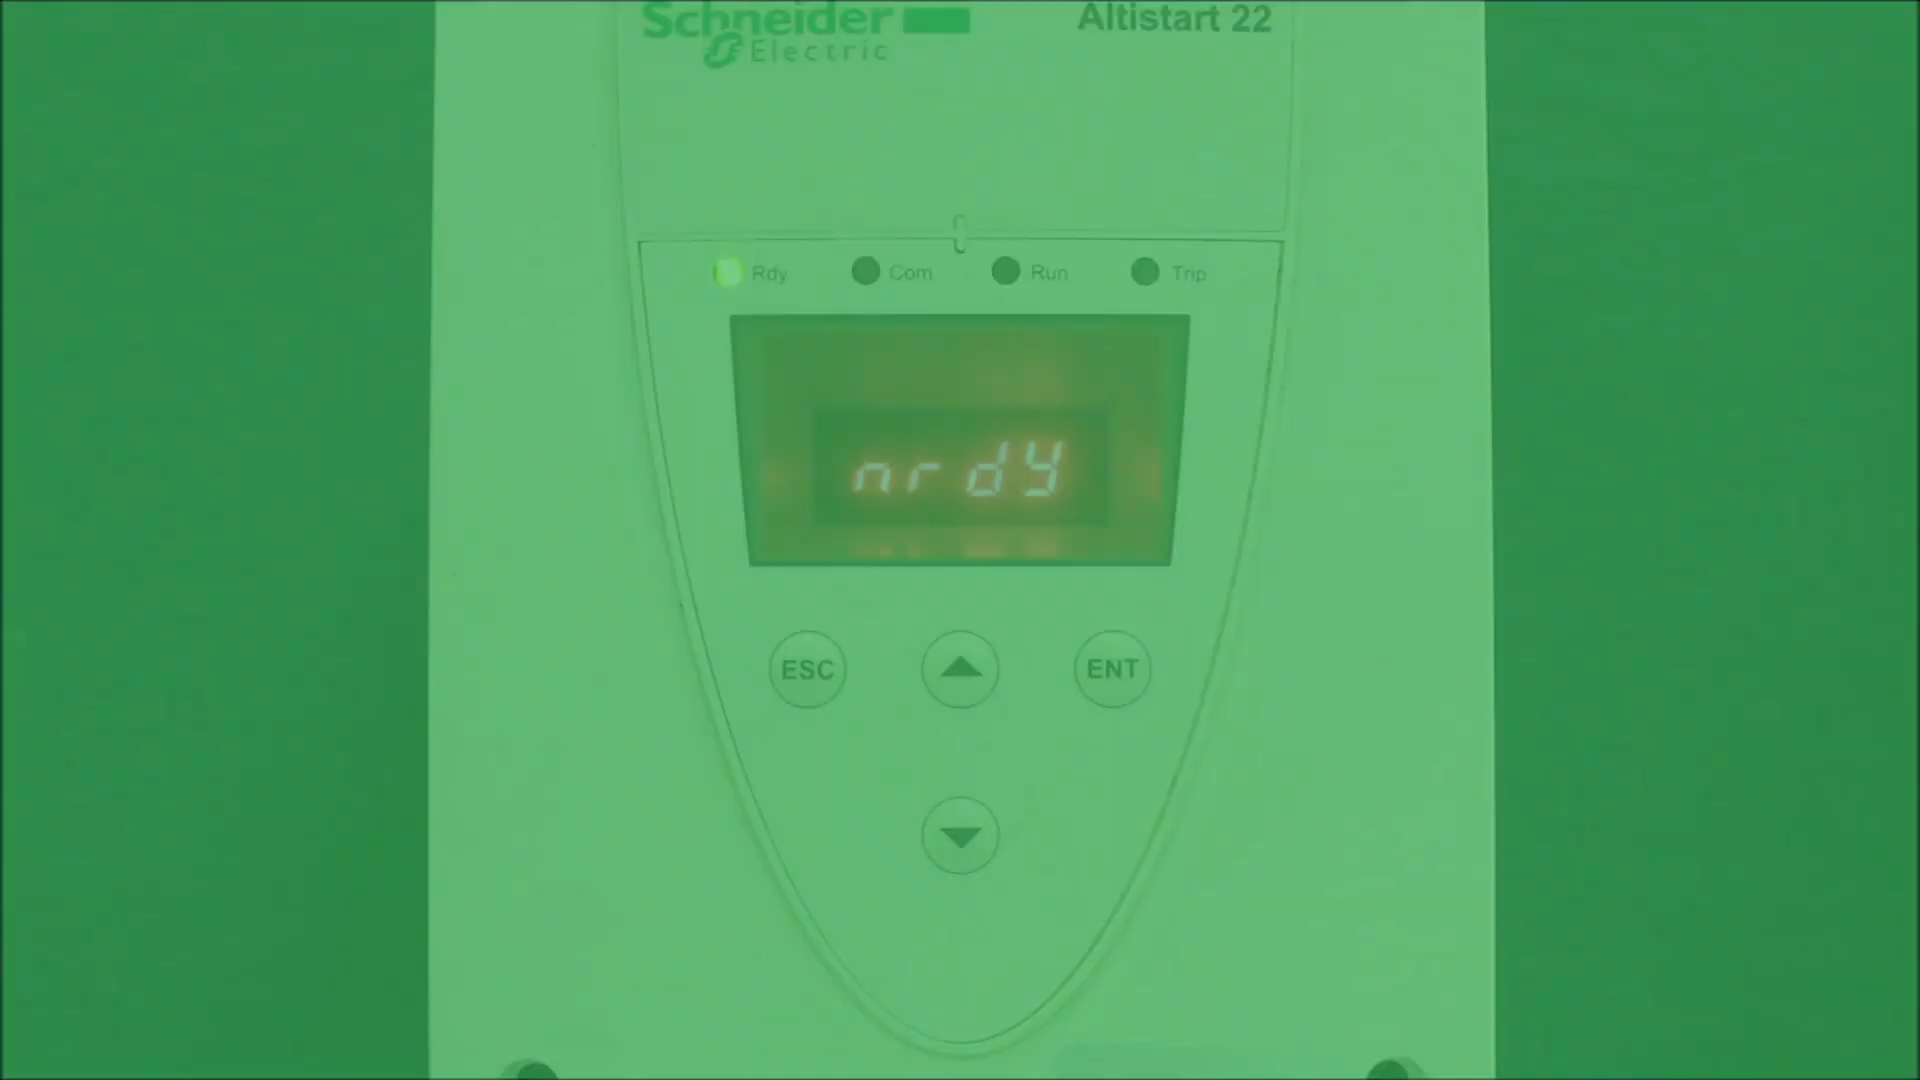 Schneider
Electric
Altistart 22
Rdy
Com
Run
Trip
nrdY
ESC
ENT